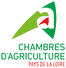 CHAMBRES
D'AGRICULTURE
PAYS DE LA LOIRE